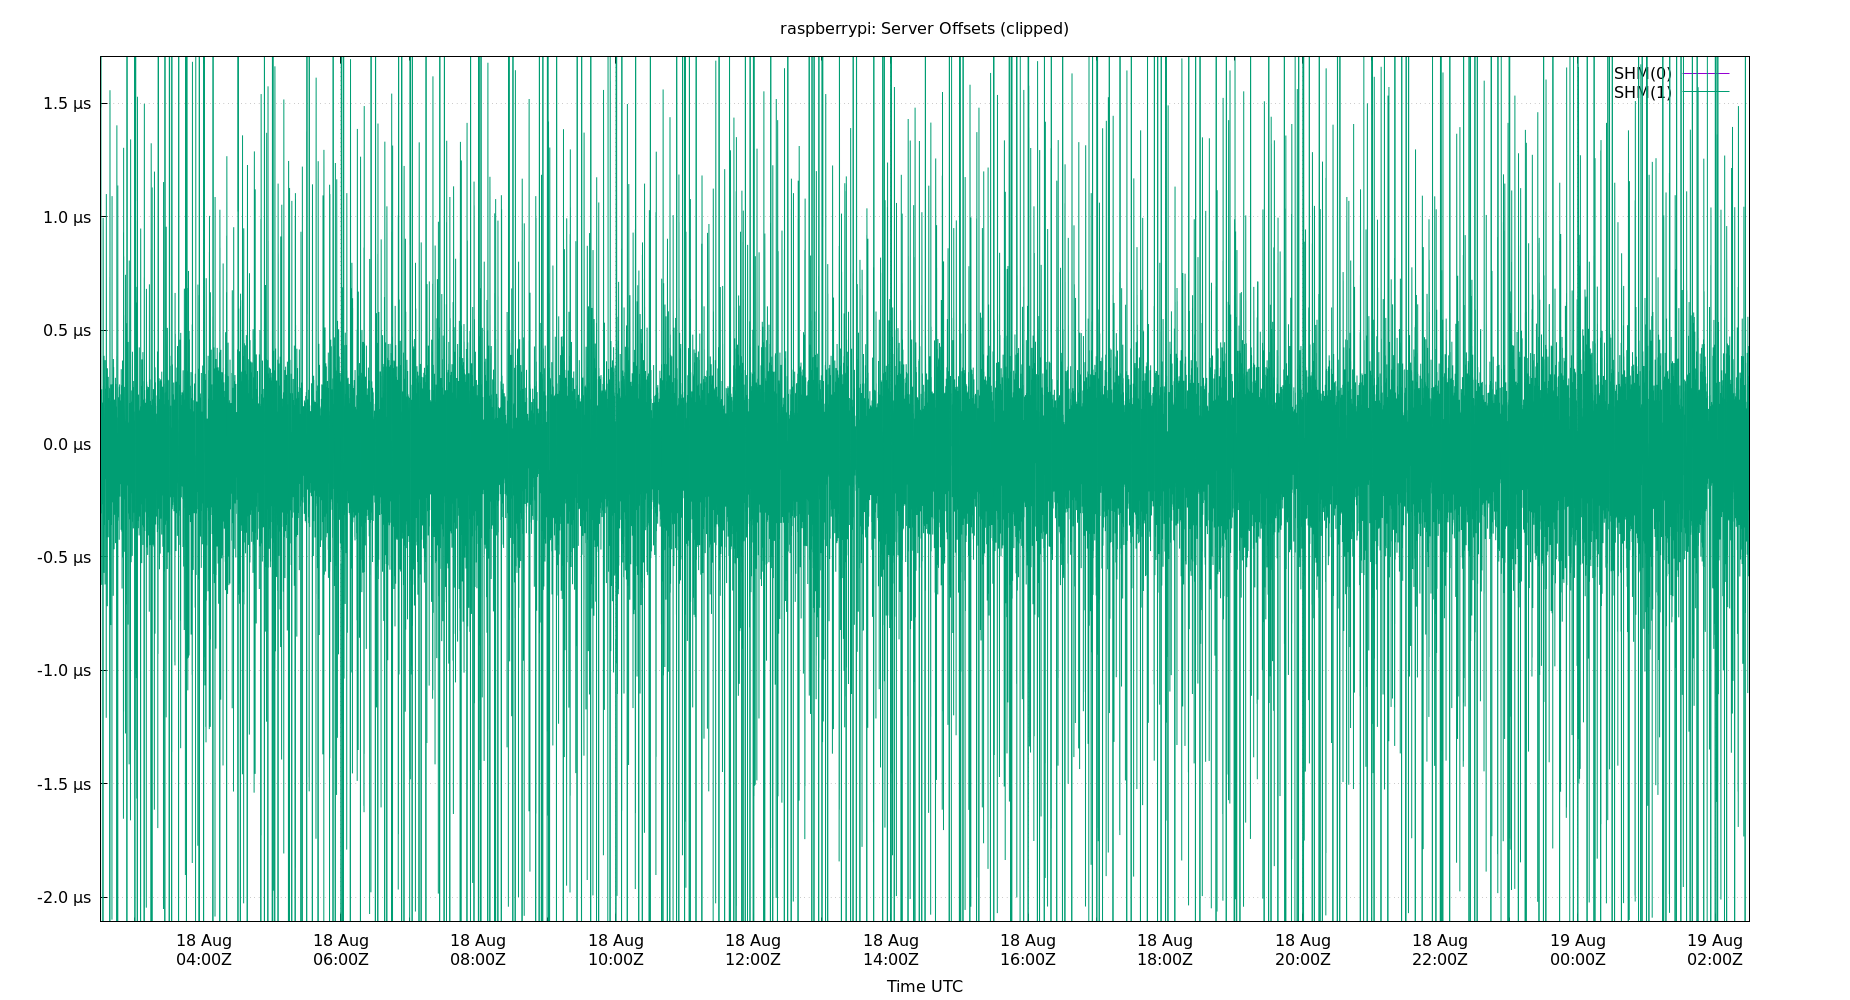 raspberrypi: Server Offsets (clipped)
SHM(0)
SHM(1)
1.5 µs
1.0 µs
0.5 µs
0.0 µs
-0.5 µs
-1.0 µs
-1.5 µs
-2.0 µs
18 Aug 18 Aug 18 Aug 18 Aug 18 Aug 18 Aug 18 Aug 18 Aug 18 Aug 18 Aug 19 Aug 19 Aug
04:00Z 06:00Z 08:00Z 10:00Z 12:00Z 14:00Z 16:00Z 18:00Z 20:00Z 22:00Z 00:00Z 02:00Z
Time UTC